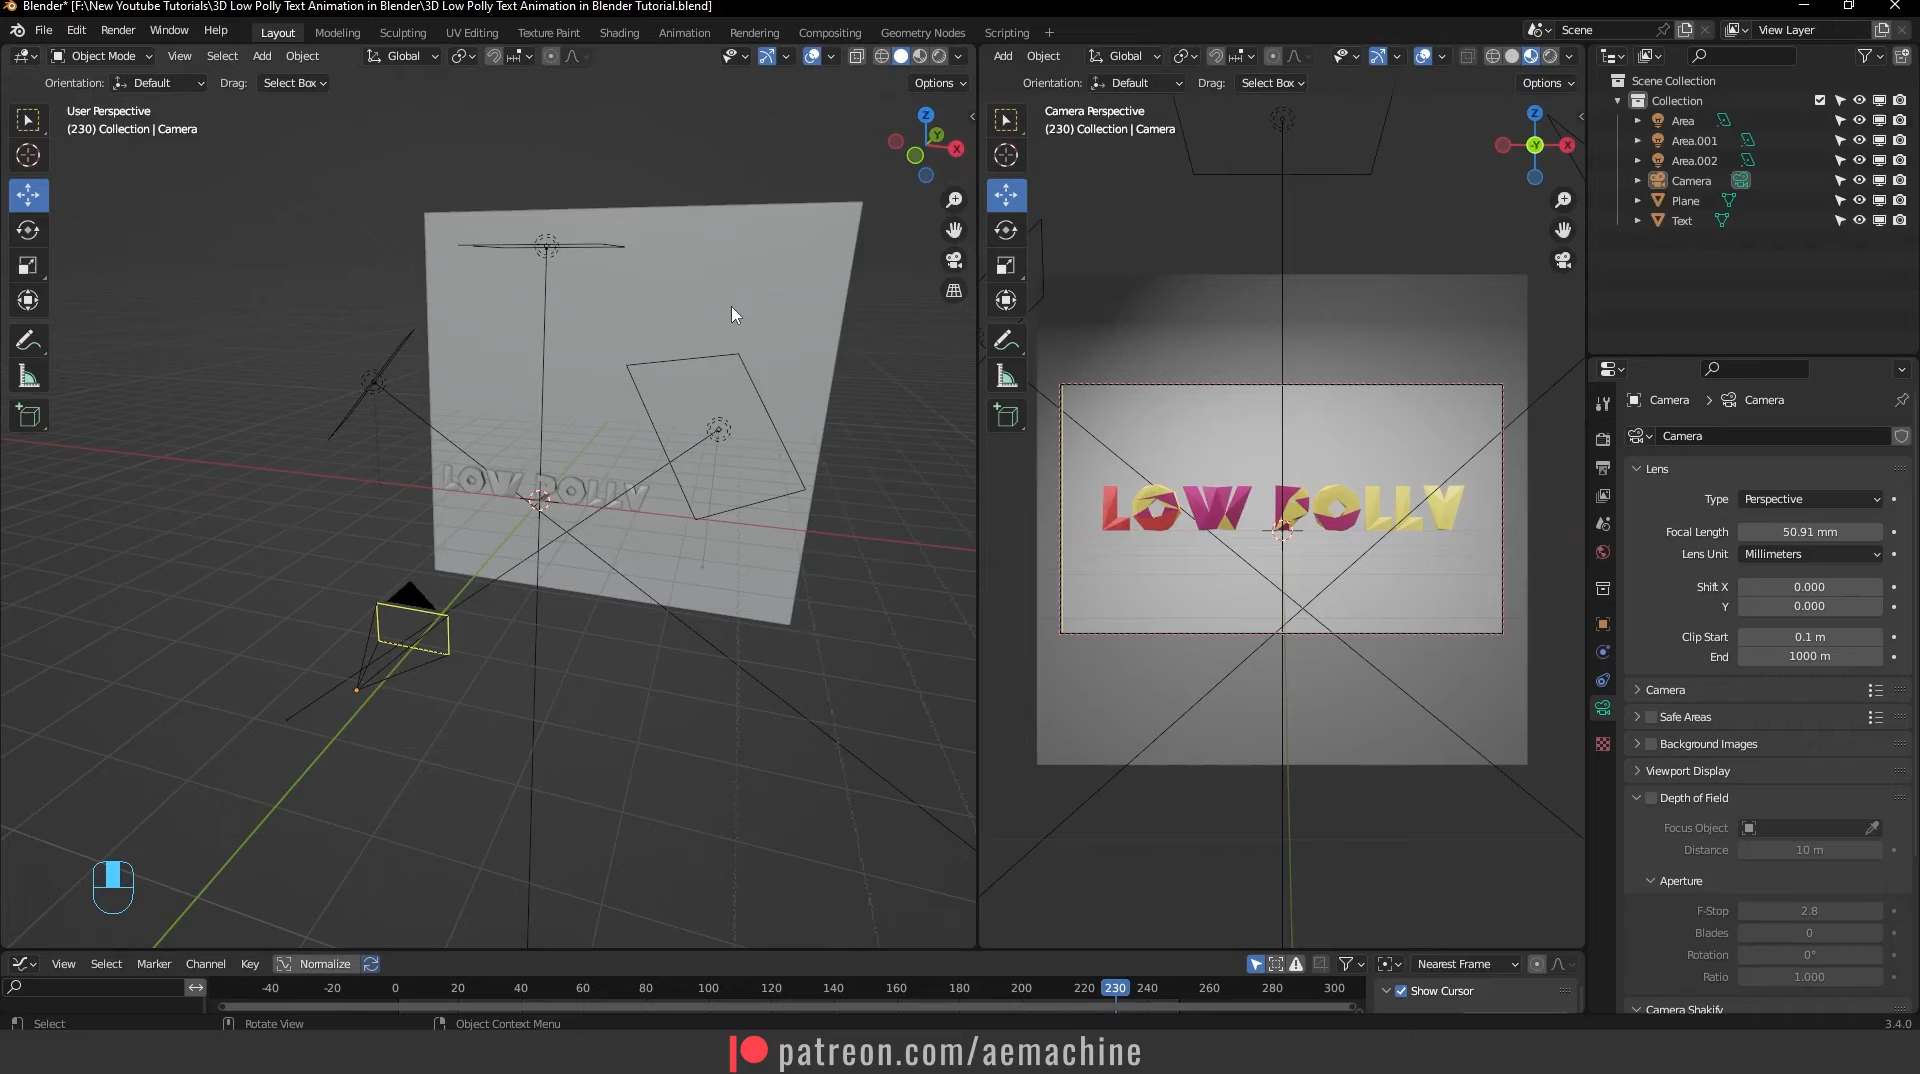 Blender* [F:\New Youtube Tutorials\3D Low Polly Text Animation in Blender\3D Low Polly Text Animation in Blender Tutorial.blend]
File Edit Render Window Help Layout Modeling Sculpting UV Editing Texture Paint Shading Animation Rendering Compositing Geometry Nodes Scripting + Scene View Layer
Object Mode View Select Add Object Global Add Object Global
Orientation: Default Drag: Select Box Options Orientation: Default Drag: Select Box Options
User Perspective
(230) Collection | Camera
Z
Y
X
Camera Perspective
(230) Collection | Camera
Z
-Y
X
LOW POLLY
LOW POLLY
Scene Collection
Collection
Area
Area.001
Area.002
Camera
Plane
Text
Camera > Camera
Camera
Lens
Type Perspective
Focal Length 50.91 mm
Lens Unit Millimeters
Shift X 0.000
Y 0.000
Clip Start 0.1 m
End 1000 m
Camera
Safe Areas
Background Images
Viewport Display
Depth of Field
Focus Object
Distance 10 m
Aperture
F-Stop 2.8
Blades 0
Rotation 0°
Ratio 1.000
Camera Shakify
View Select Marker Channel Key Normalize Nearest Frame
-40 -20 0 20 40 60 80 100 120 140 160 180 200 220 230 240 260 280 300
Show Cursor
Select Rotate View Object Context Menu 3.4.0
patreon.com/aemachine